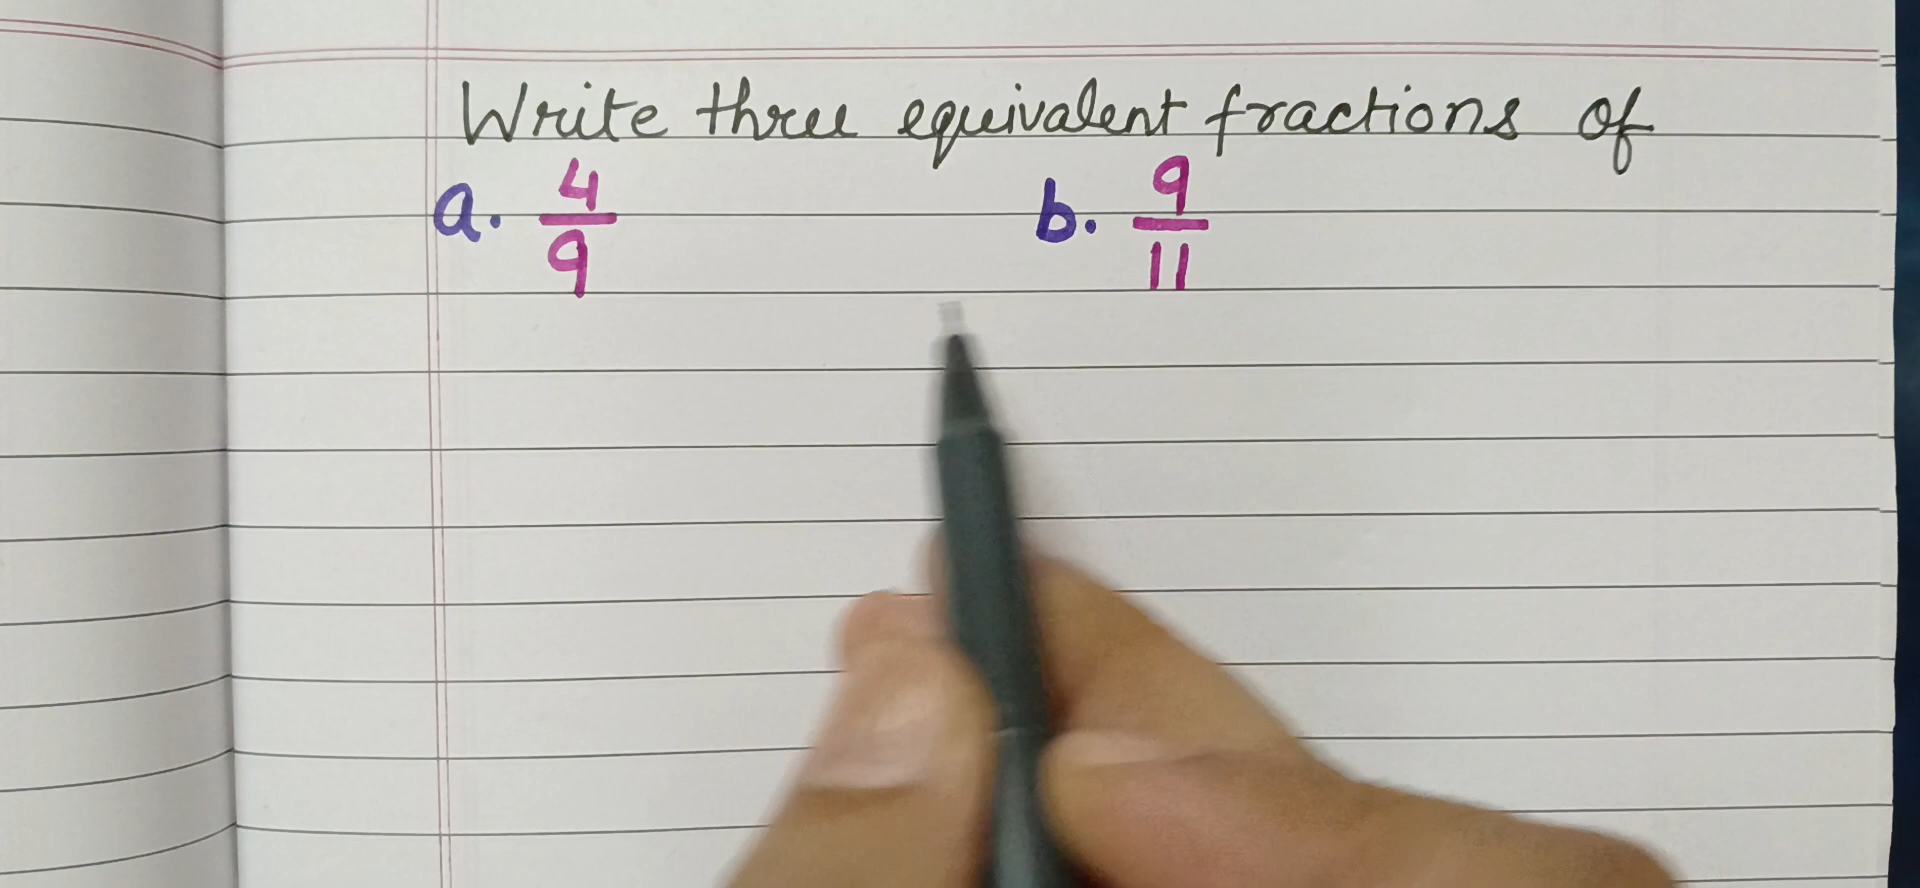 Write three equivalent fractions of
a. 4/9 b. 9/11